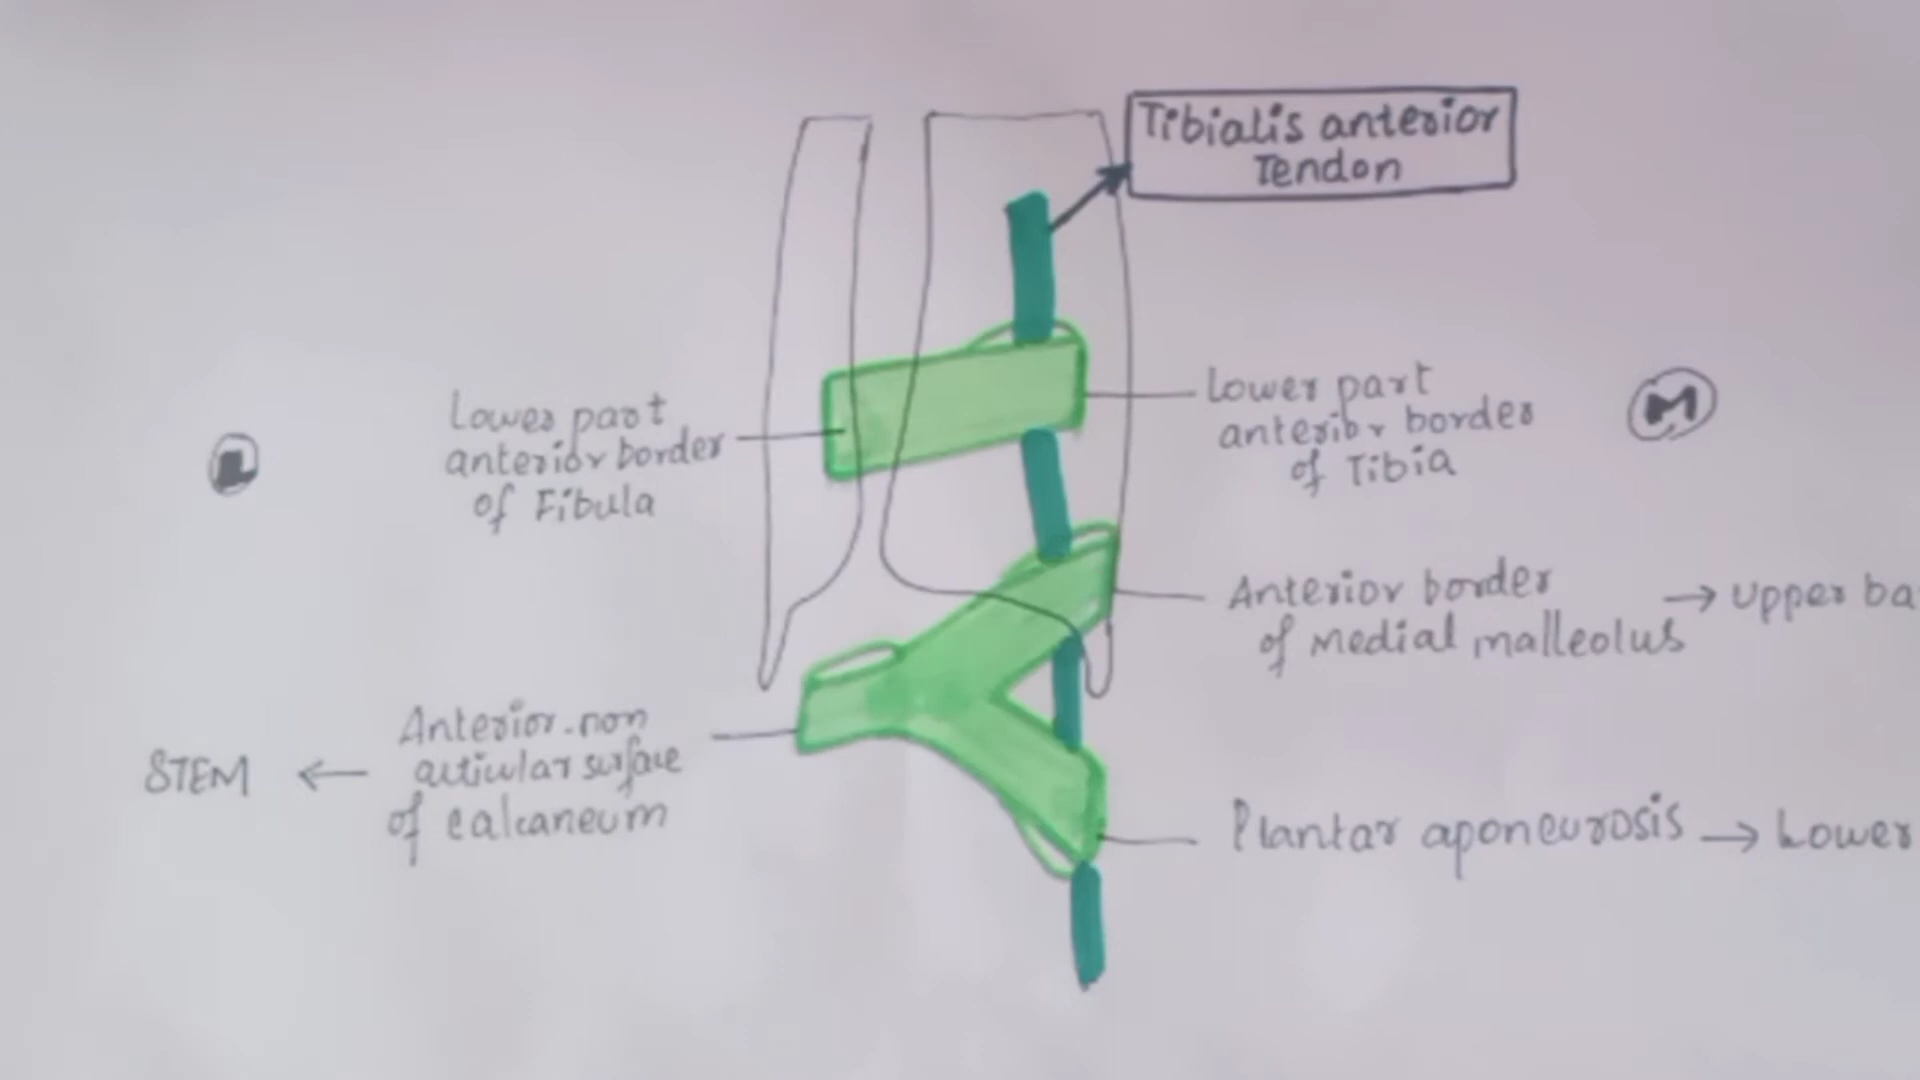 Tibialis anterior
Tendon
Lower part
anterior border
of Fibula
L
Lower part
anterior border
of Tibia
M
Anterior border
of Medial malleolus
→ upper ba
Anterior non
articular surface
of calcaneum
STEM ←
Plantar aponeurosis → Lower